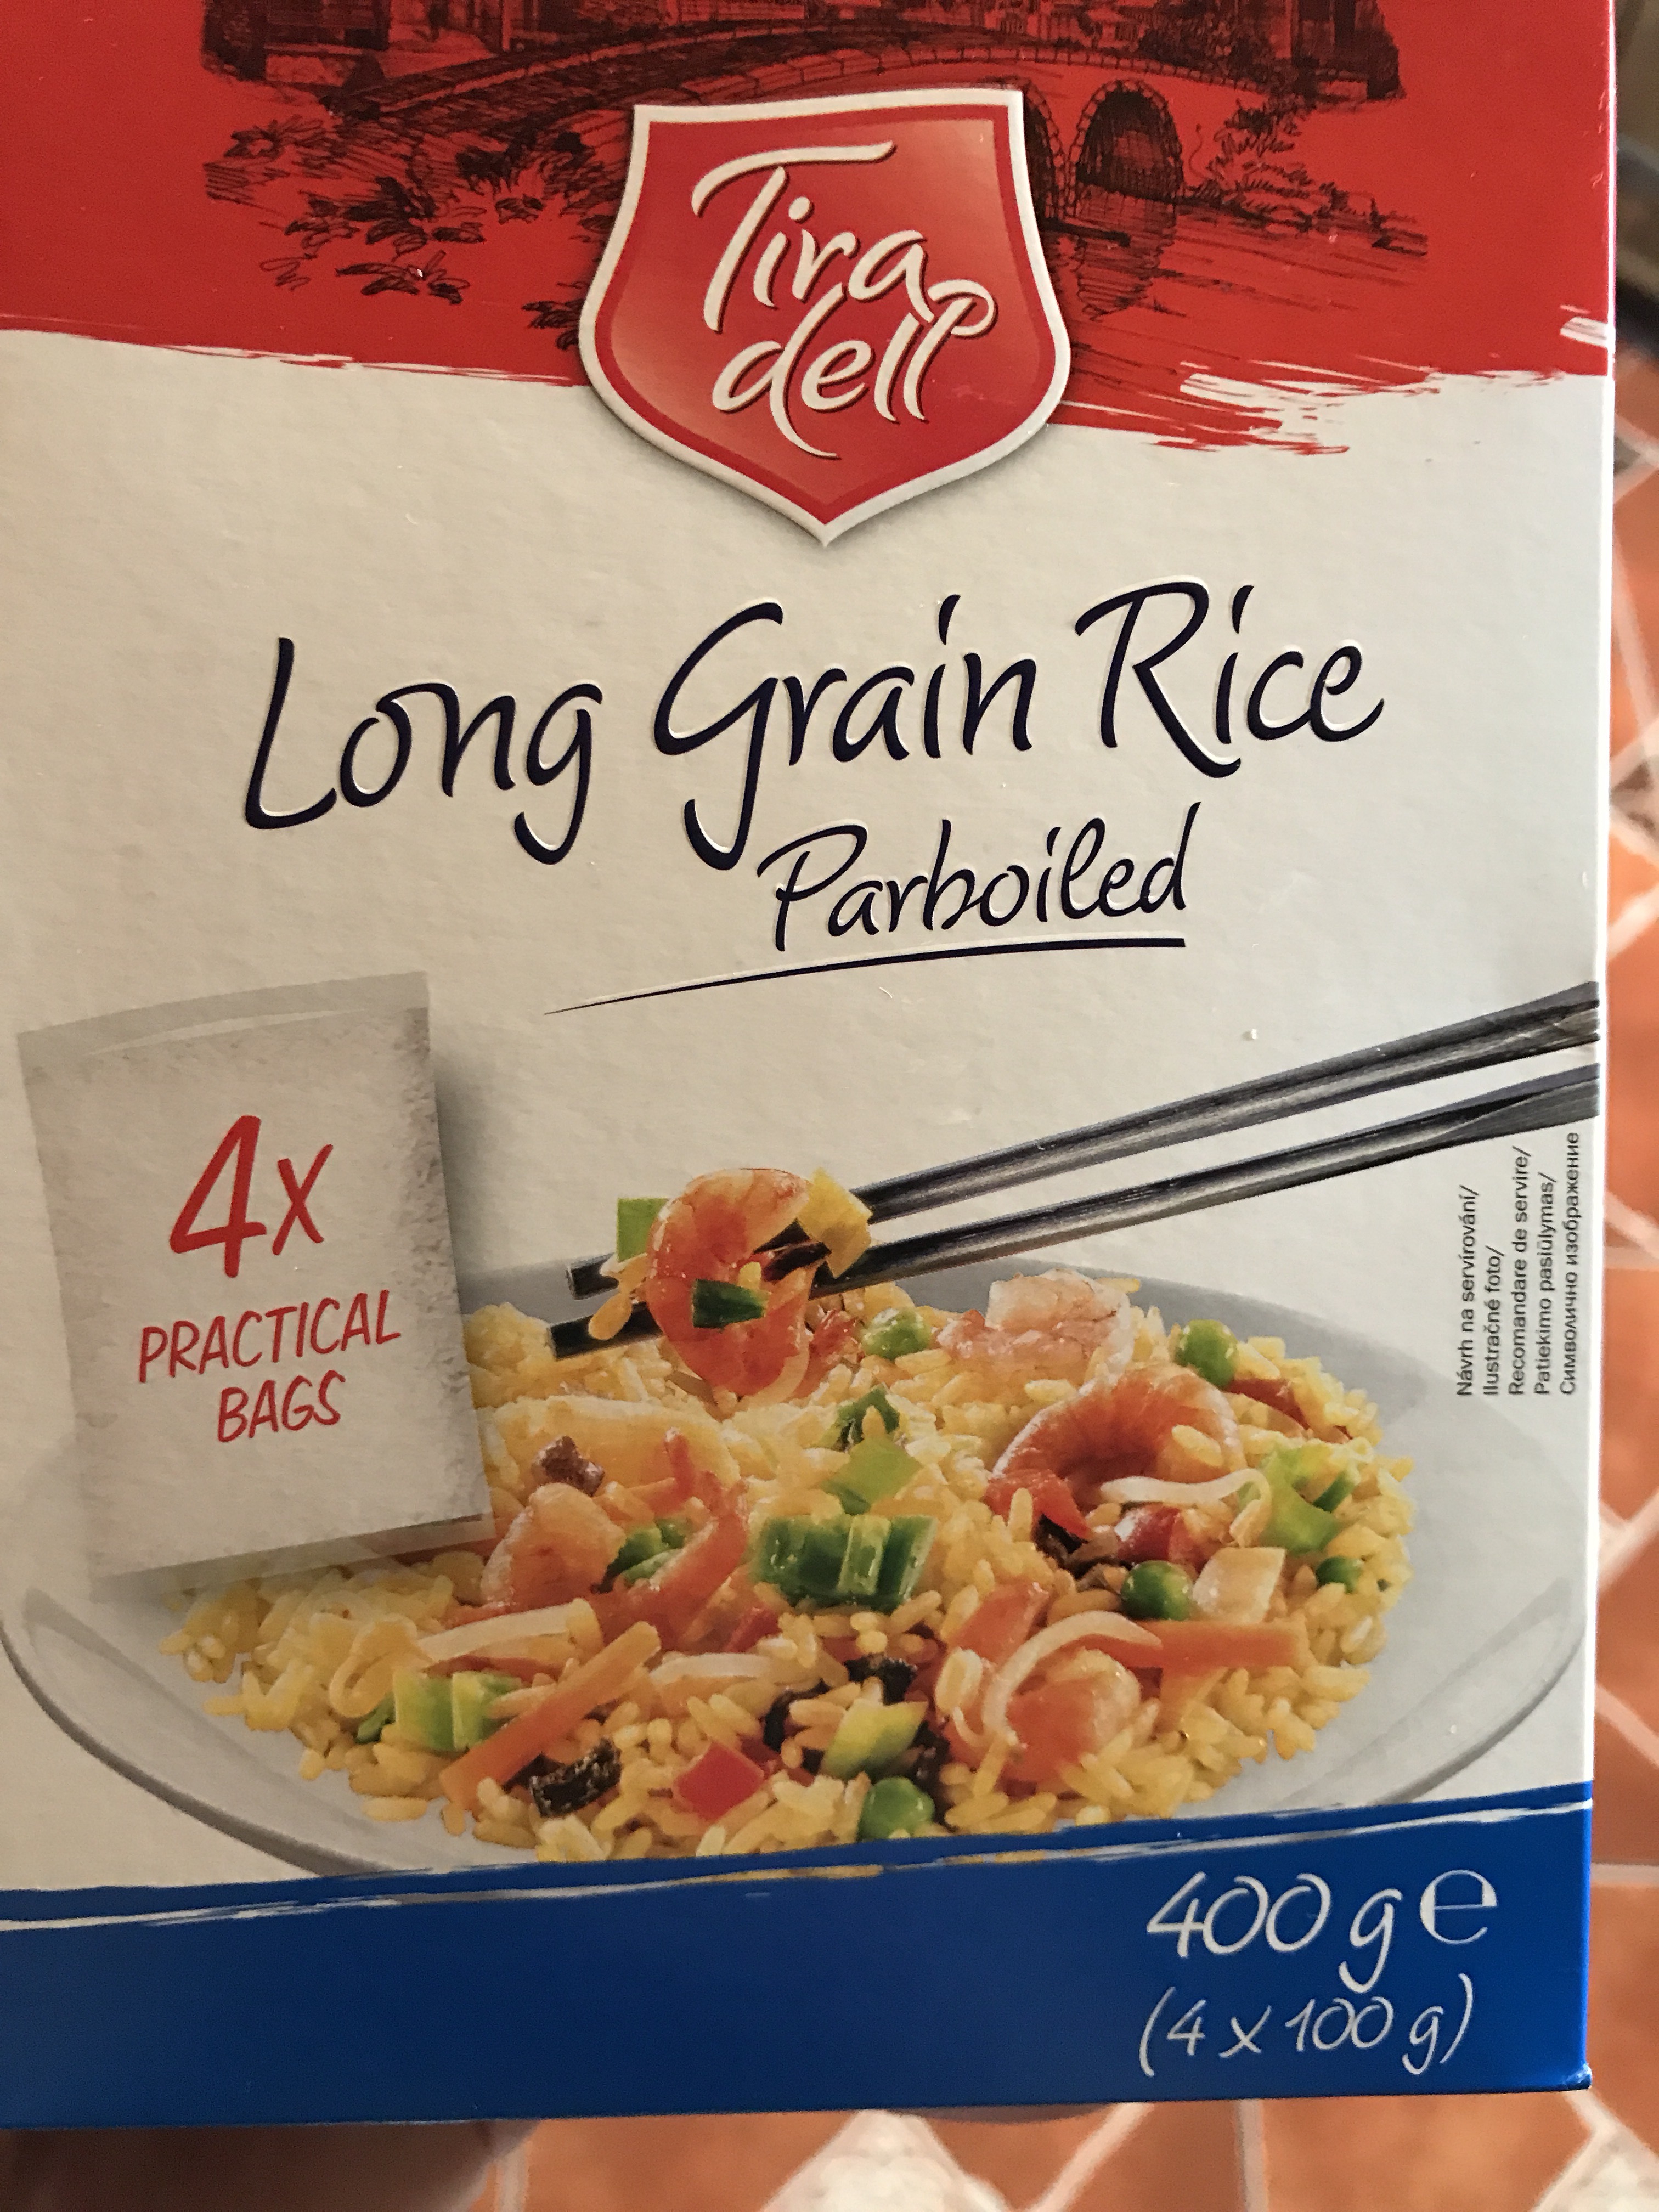 Tira
dell
Long Grain Rice
Parboiled
4x
PRACTICAL
BAGS
Návrh na servírování/
Ilustračné foto/
Recomandare de servire/
Patiekimo pasiūlymas/
Символично изображение
400 g e
(4 x 100 g)